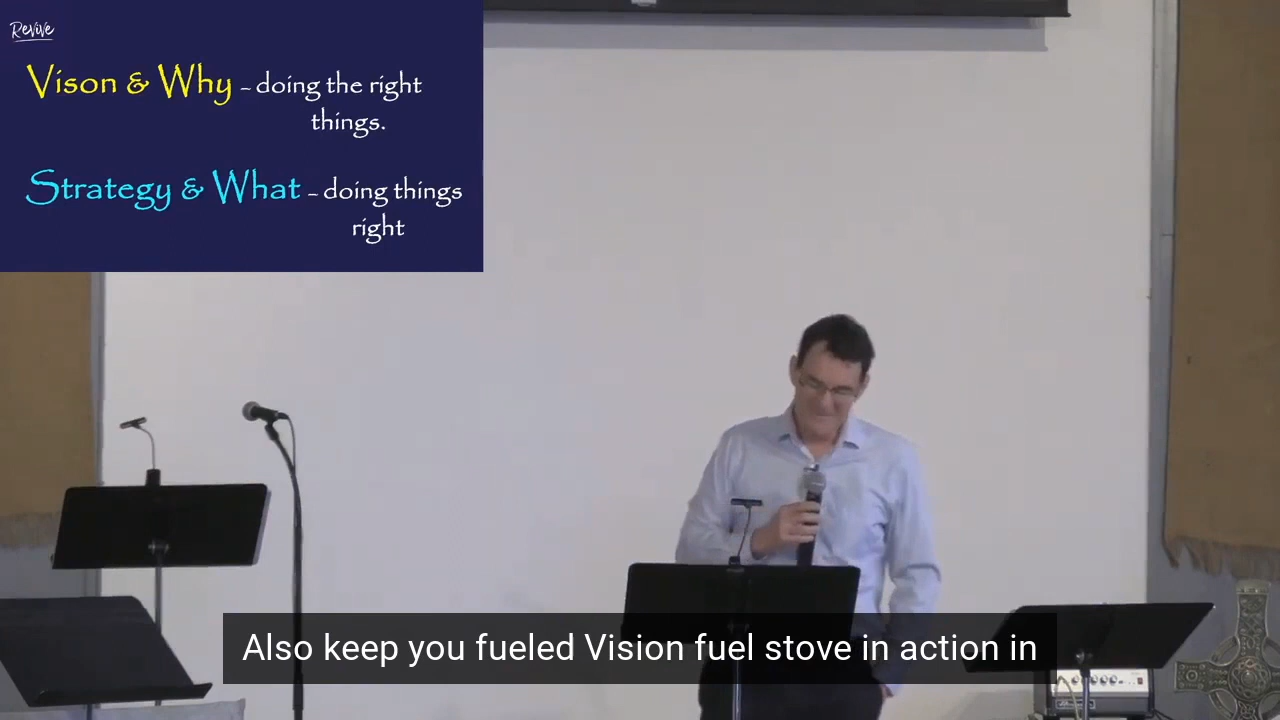 Revive
Vison & Why – doing the right
things.
Strategy & What – doing things
right
Also keep you fueled Vision fuel stove in action in